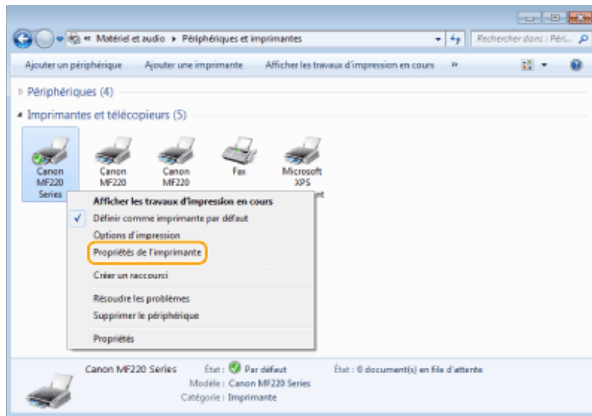 « Matériel et audio ▸ Périphériques et imprimantes
Rechercher dans : Péri...
Ajouter un périphérique Ajouter une imprimante Afficher les travaux d'impression en cours »
Périphériques (4)
Imprimantes et télécopieurs (5)
Canon MF220 Series
Canon MF220
Canon MF220
Fax
Microsoft XPS
nt
Afficher les travaux d'impression en cours
Définir comme imprimante par défaut
Options d'impression
Propriétés de l'imprimante
Créer un raccourci
Résoudre les problèmes
Supprimer le périphérique
Propriétés
Canon MF220 Series État : Par défaut État : 0 document(s) en file d'attente
Modèle : Canon MF220 Series
Catégorie : Imprimante